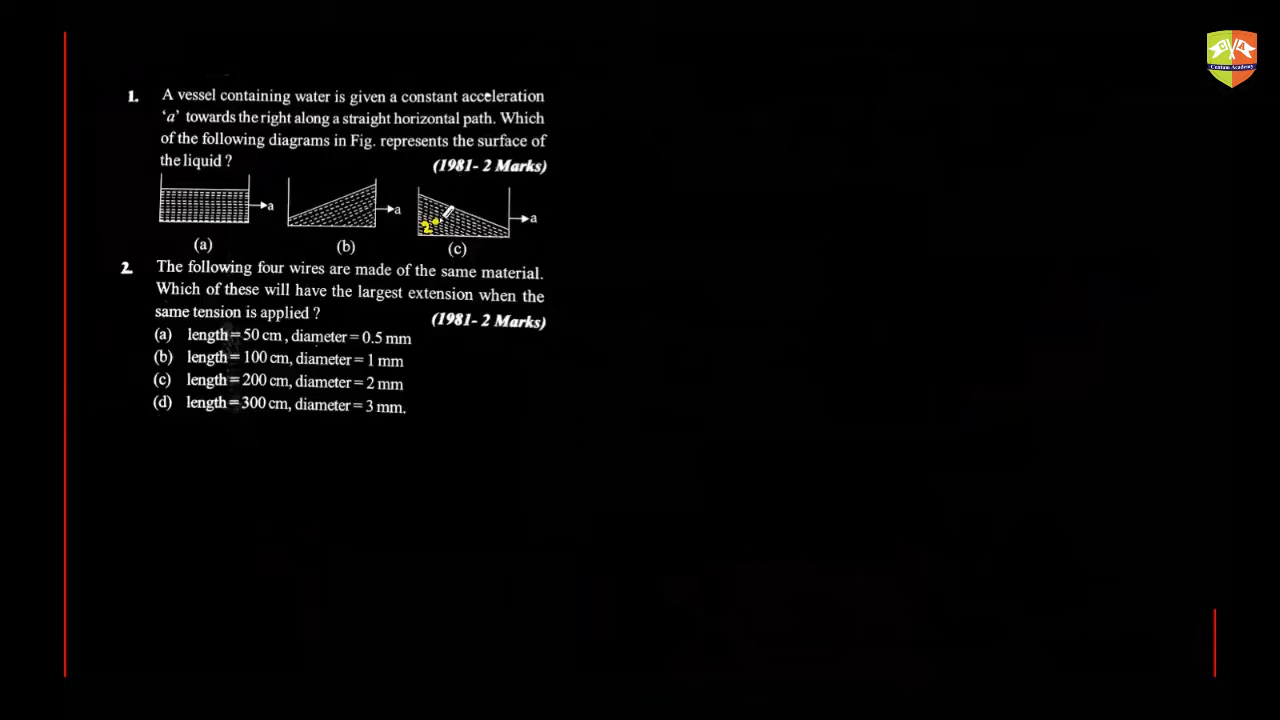 1. A vessel containing water is given a constant acceleration
‘a’ towards the right along a straight horizontal path. Which
of the following diagrams in Fig. represents the surface of
the liquid ? (1981- 2 Marks)
a a a
(a) (b) (c)
2. The following four wires are made of the same material.
Which of these will have the largest extension when the
same tension is applied ? (1981- 2 Marks)
(a) length = 50 cm , diameter = 0.5 mm
(b) length = 100 cm, diameter = 1 mm
(c) length = 200 cm, diameter = 2 mm
(d) length = 300 cm, diameter = 3 mm.
C A
Centum Academy